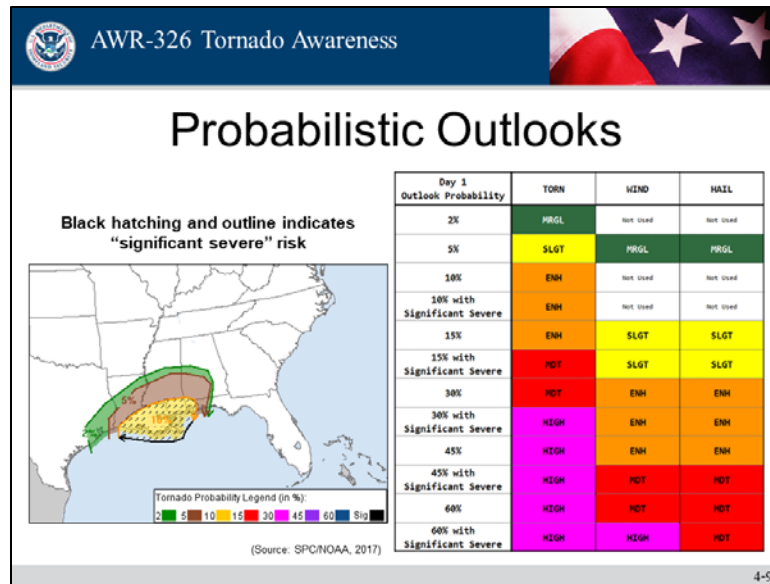 AWR-326 Tornado Awareness
Probabilistic Outlooks
Black hatching and outline indicates
“significant severe” risk
5%
Tornado Probability Legend (in %):
2 5 10 15 30 45 60 Sig
(Source: SPC/NOAA, 2017)
Day 1
Outlook Probability TORN WIND HAIL
2% MRGL Not Used Not Used
5% SLGT MRGL MRGL
10% ENH Not Used Not Used
10% with
Significant Severe ENH Not Used Not Used
15% ENH SLGT SLGT
15% with
Significant Severe MDT SLGT SLGT
30% MDT ENH ENH
30% with
Significant Severe HIGH ENH ENH
45% HIGH ENH ENH
45% with
Significant Severe HIGH MDT MDT
60% HIGH MDT MDT
60% with
Significant Severe HIGH HIGH MDT